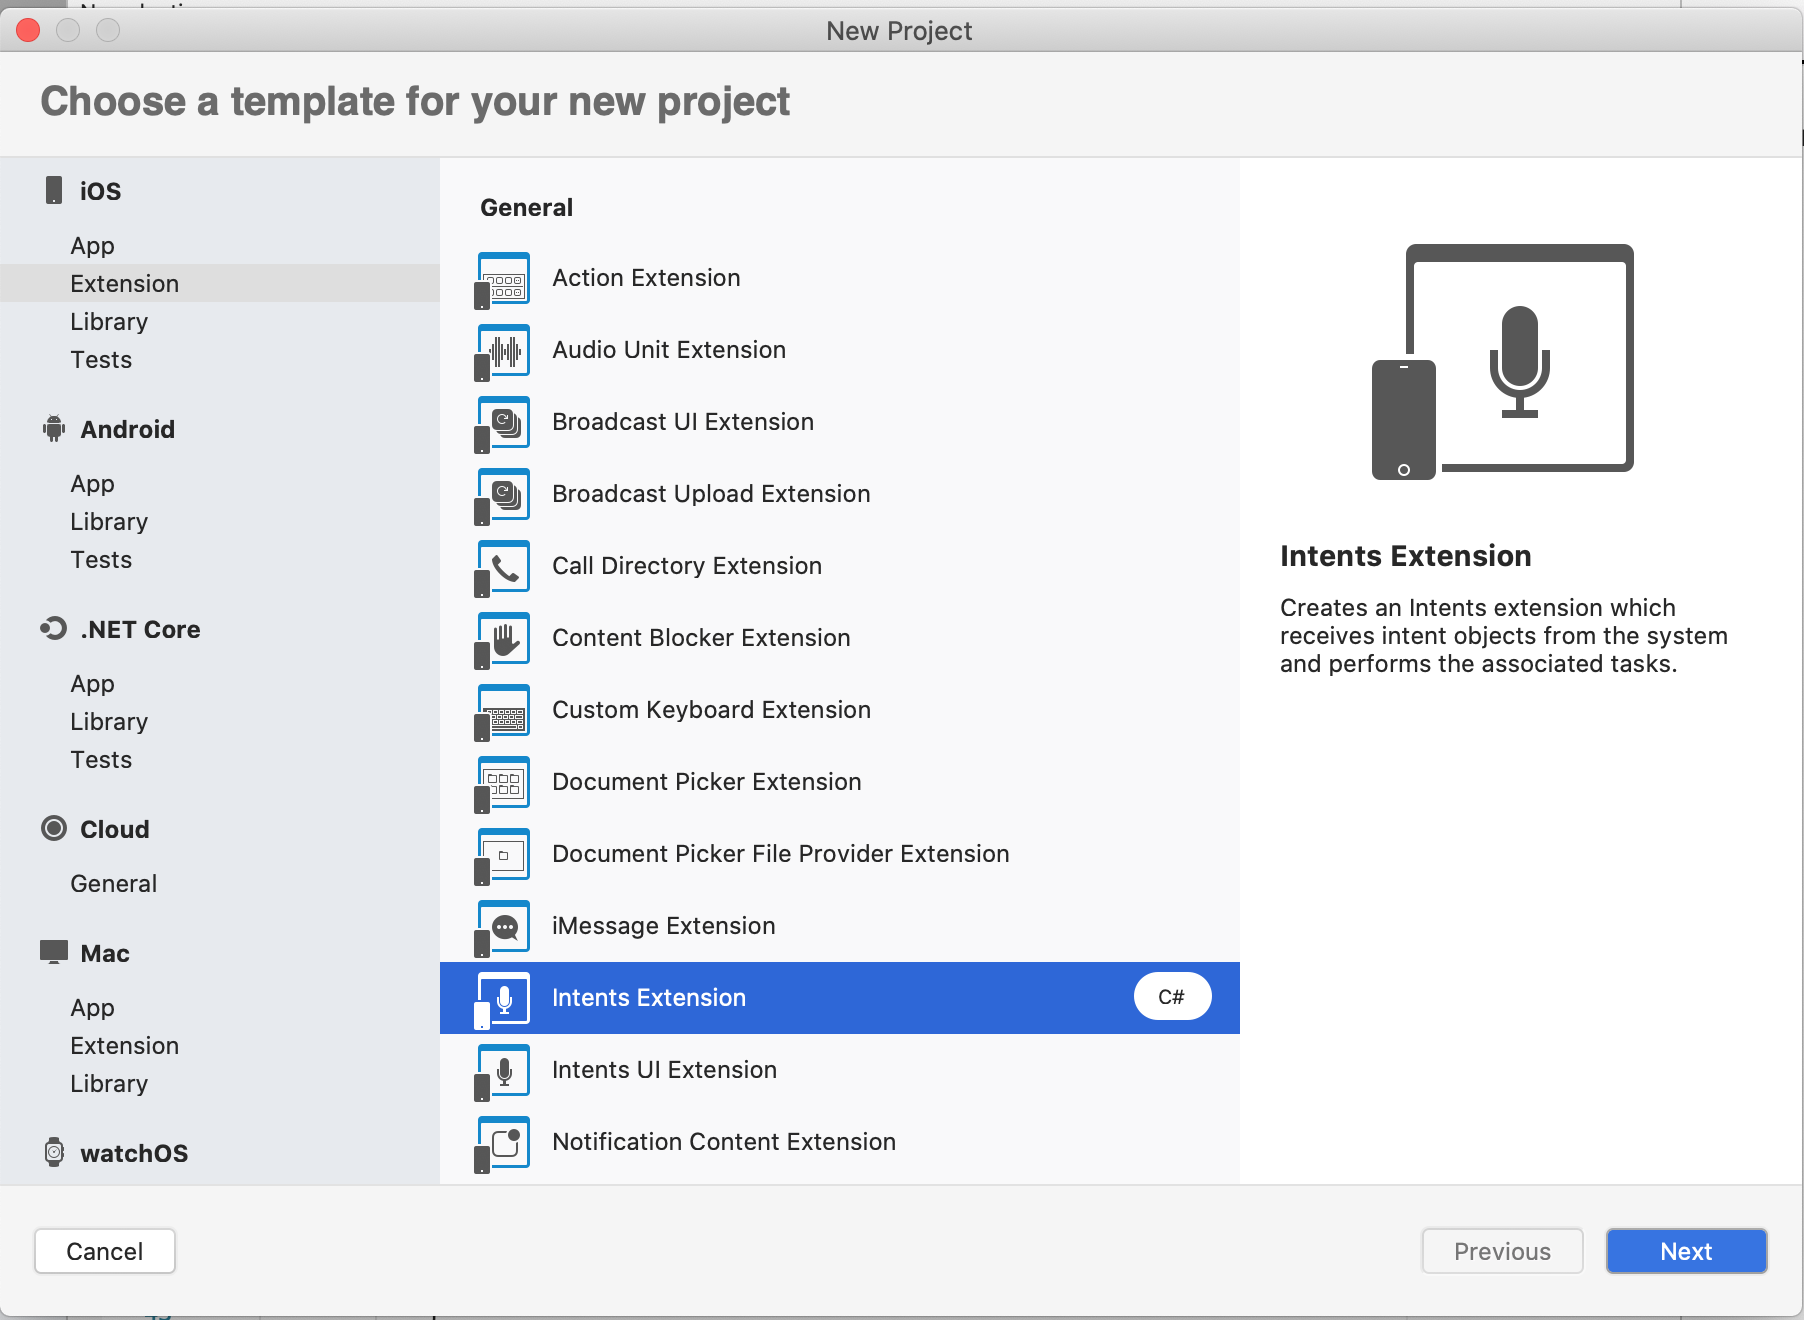 New Project
Choose a template for your new project
iOS
App
Extension
Library
Tests
Android
App
Library
Tests
.NET Core
App
Library
Tests
Cloud
General
Mac
App
Extension
Library
watchOS
General
Action Extension
Audio Unit Extension
Broadcast UI Extension
Broadcast Upload Extension
Call Directory Extension
Content Blocker Extension
Custom Keyboard Extension
Document Picker Extension
Document Picker File Provider Extension
iMessage Extension
Intents Extension C#
Intents UI Extension
Notification Content Extension
Intents Extension
Creates an Intents extension which
receives intent objects from the system
and performs the associated tasks.
Cancel
Previous
Next